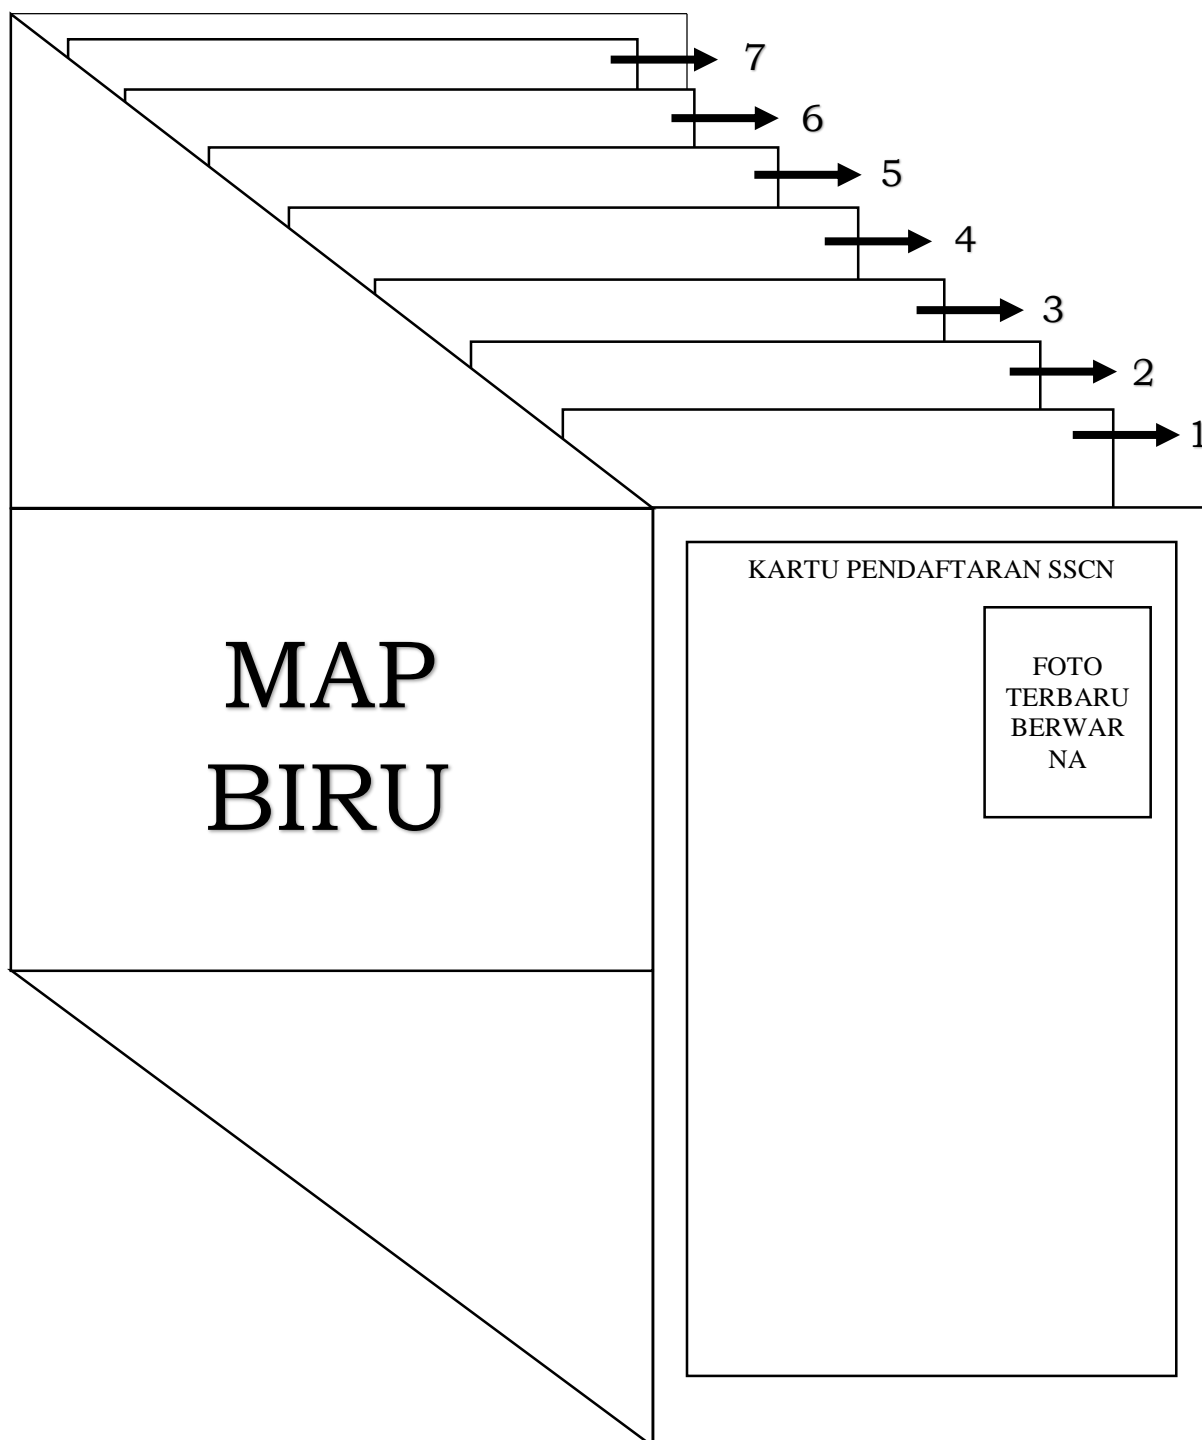 7
6
5
4
3
2
1
KARTU PENDAFTARAN SSCN
FOTO
TERBARU
BERWAR
NA
MAP
BIRU